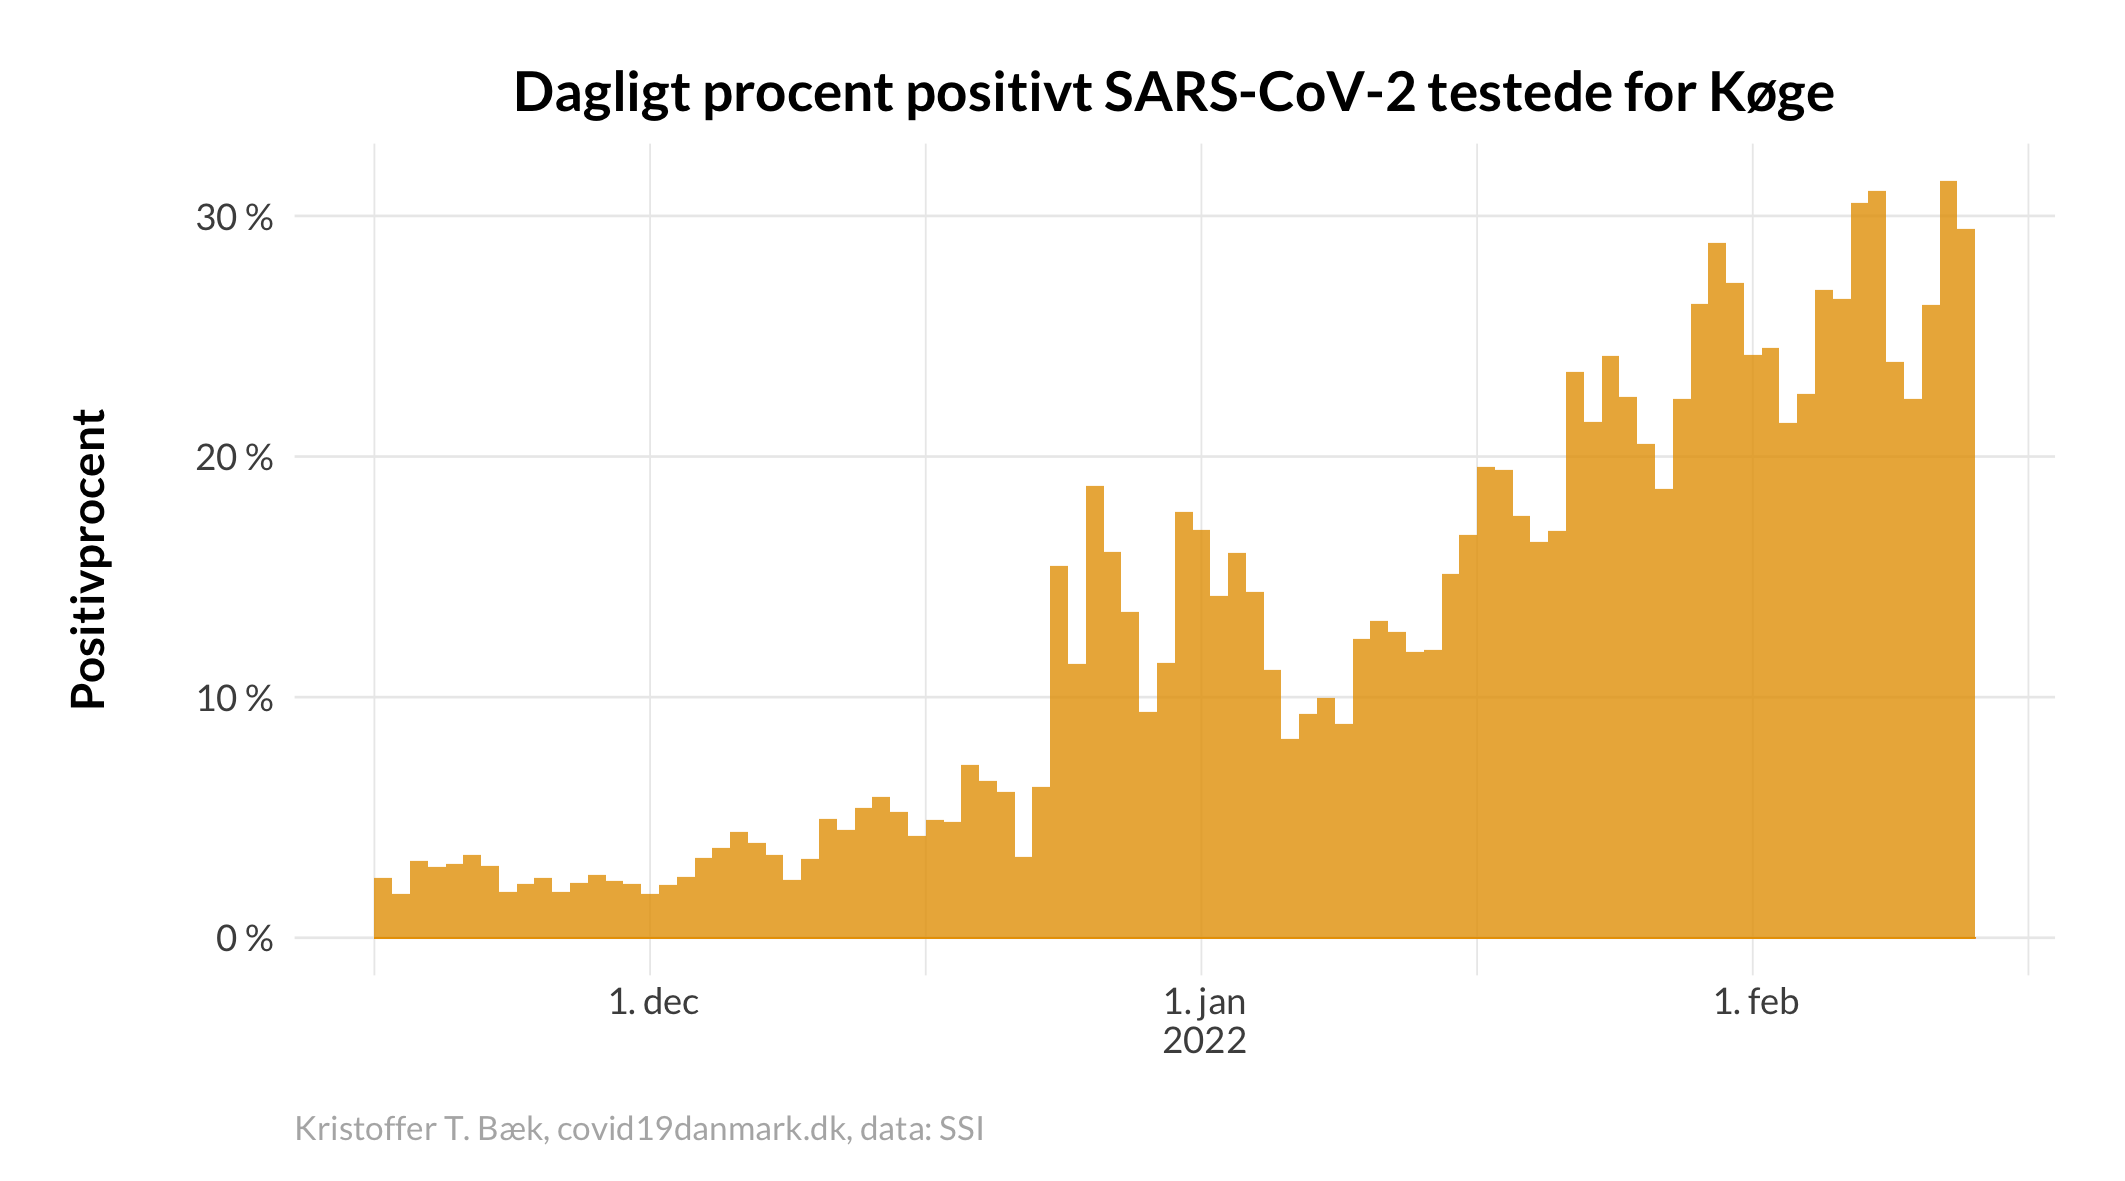 Dagligt procent positivt SARS-CoV-2 testede for Køge
Positivprocent
30 %
20 %
10 %
0 %
1. dec
1. jan
2022
1. feb
Kristoffer T. Bæk, covid19danmark.dk, data: SSI